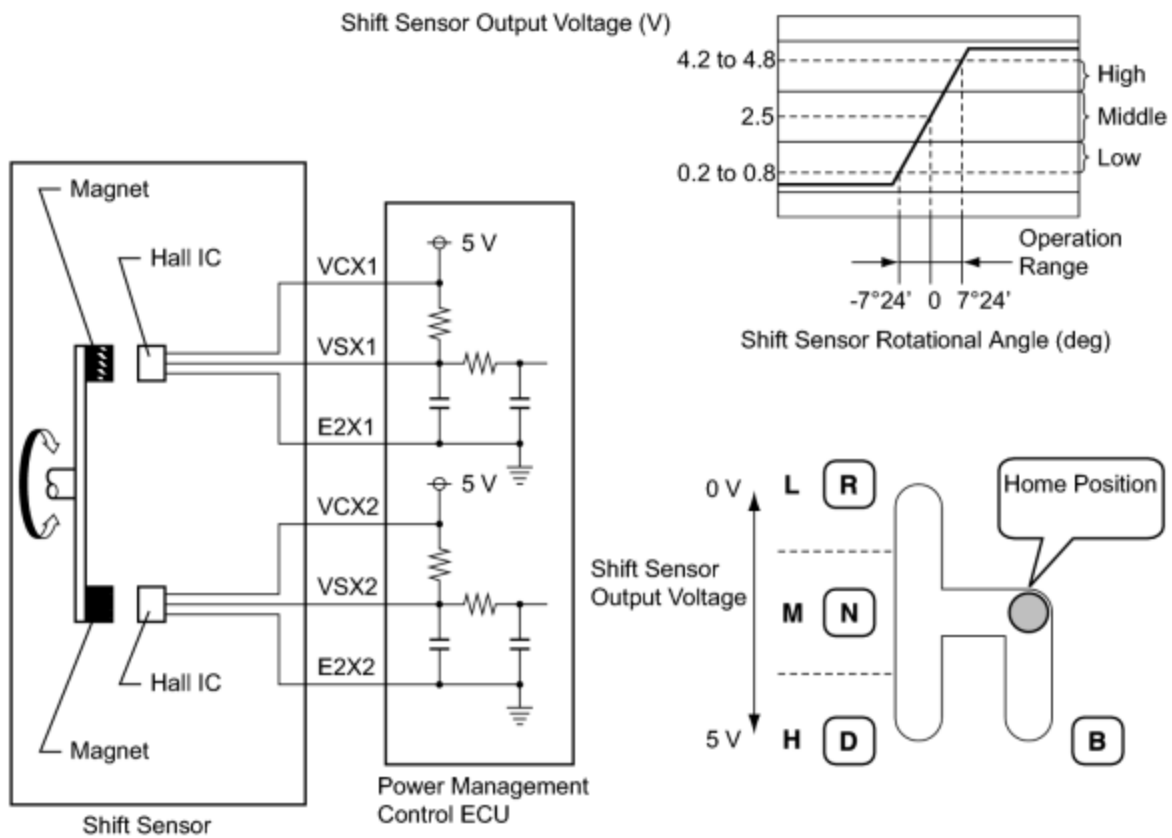 Shift Sensor Output Voltage (V)
4.2 to 4.8
High
2.5
Middle
Low
0.2 to 0.8
Operation
Range
-7°24’ 0 7°24’
Shift Sensor Rotational Angle (deg)
Magnet
Hall IC
5 V
VCX1
VSX1
E2X1
5 V
VCX2
VSX2
E2X2
Hall IC
Magnet
Power Management
Control ECU
Shift Sensor
0 V
L R
Home Position
Shift Sensor
Output Voltage
M N
5 V
H D
B